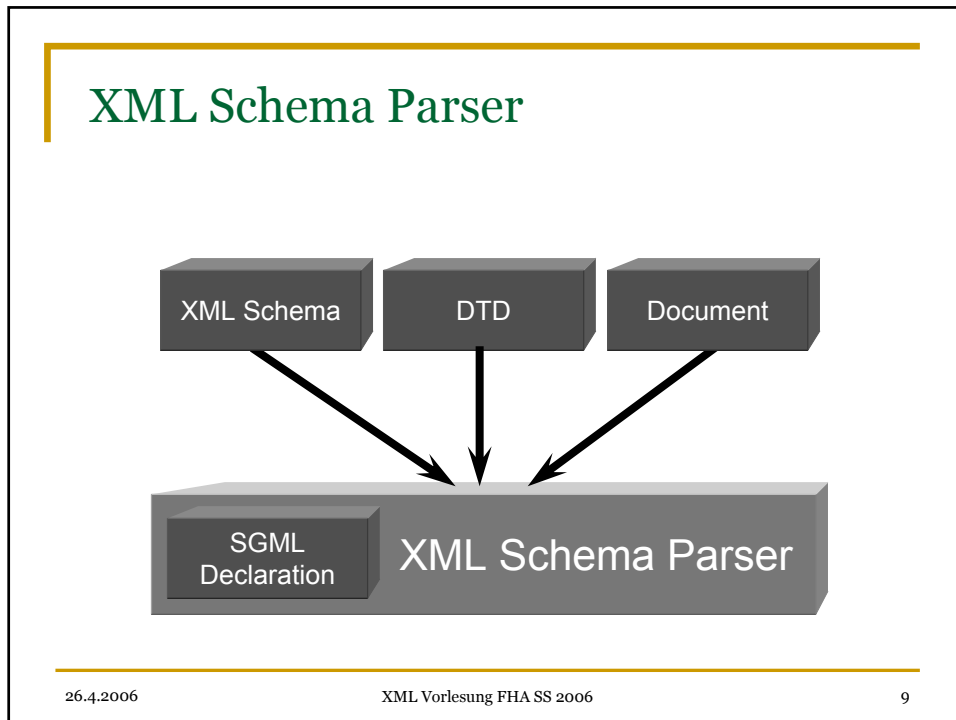 XML Schema Parser
XML Schema
DTD
Document
SGML
Declaration
XML Schema Parser
26.4.2006
XML Vorlesung FHA SS 2006
9